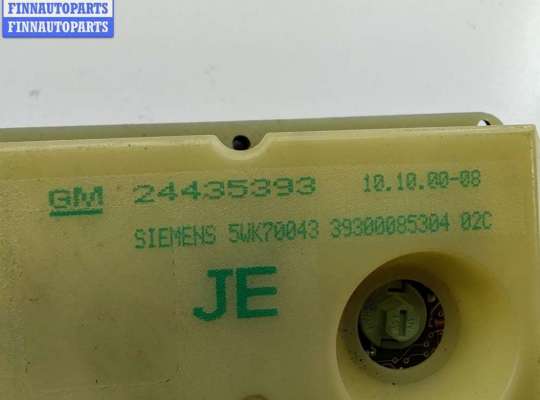 FINNAUTOPARTS
FINNAUTOPARTS
GM 24435393 10.10.00-08
SIEMENS 5WK70043 39300085304 02C
JE